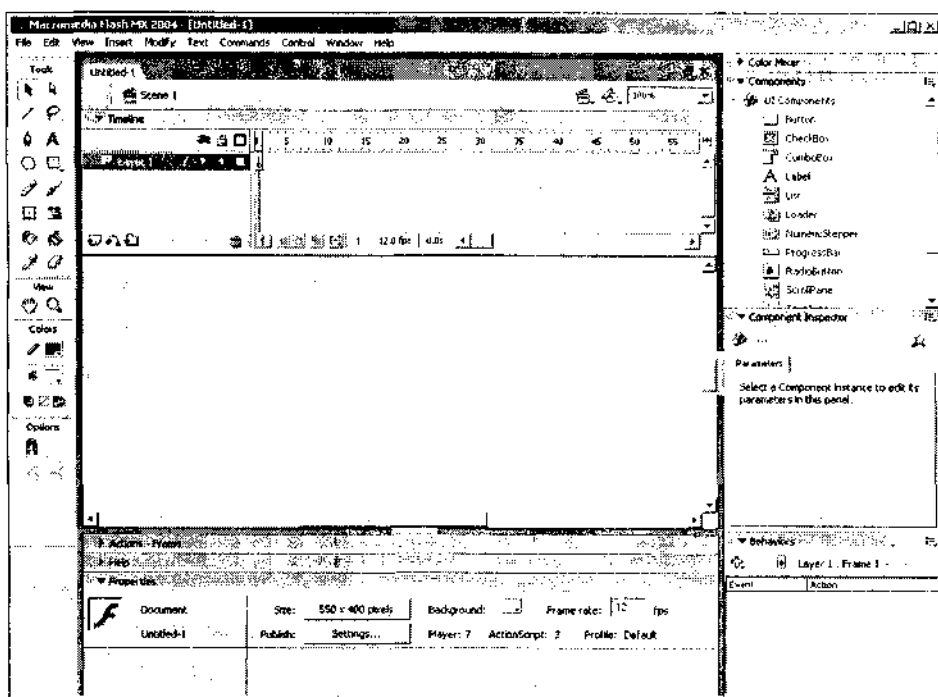 Macromedia Flash MX 2004 - [Untitled-1]
File Edit View Insert Modify Text Commands Control Window Help
Tools
View
Colors
Options
Untitled-1
Scene 1
100%
Timeline
5 10 15 20 25 30 35 40 45 50 55
Layer 1
1 12.0 fps 0.0s
Actions - Frame
Help
Properties
Document
Untitled-1
Size: 550 x 400 pixels
Background:
Frame rate: 12 fps
Publish: Settings...
Player: 7 ActionScript: 2 Profile: Default
Color Mixer
Components
UI Components
Button
CheckBox
ComboBox
Label
List
Loader
NumericStepper
ProgressBar
RadioButton
ScrollPane
Component Inspector
Parameters
Select a Component Instance to edit its
parameters in this panel.
Behaviors
Layer 1 : Frame 1
Event Action